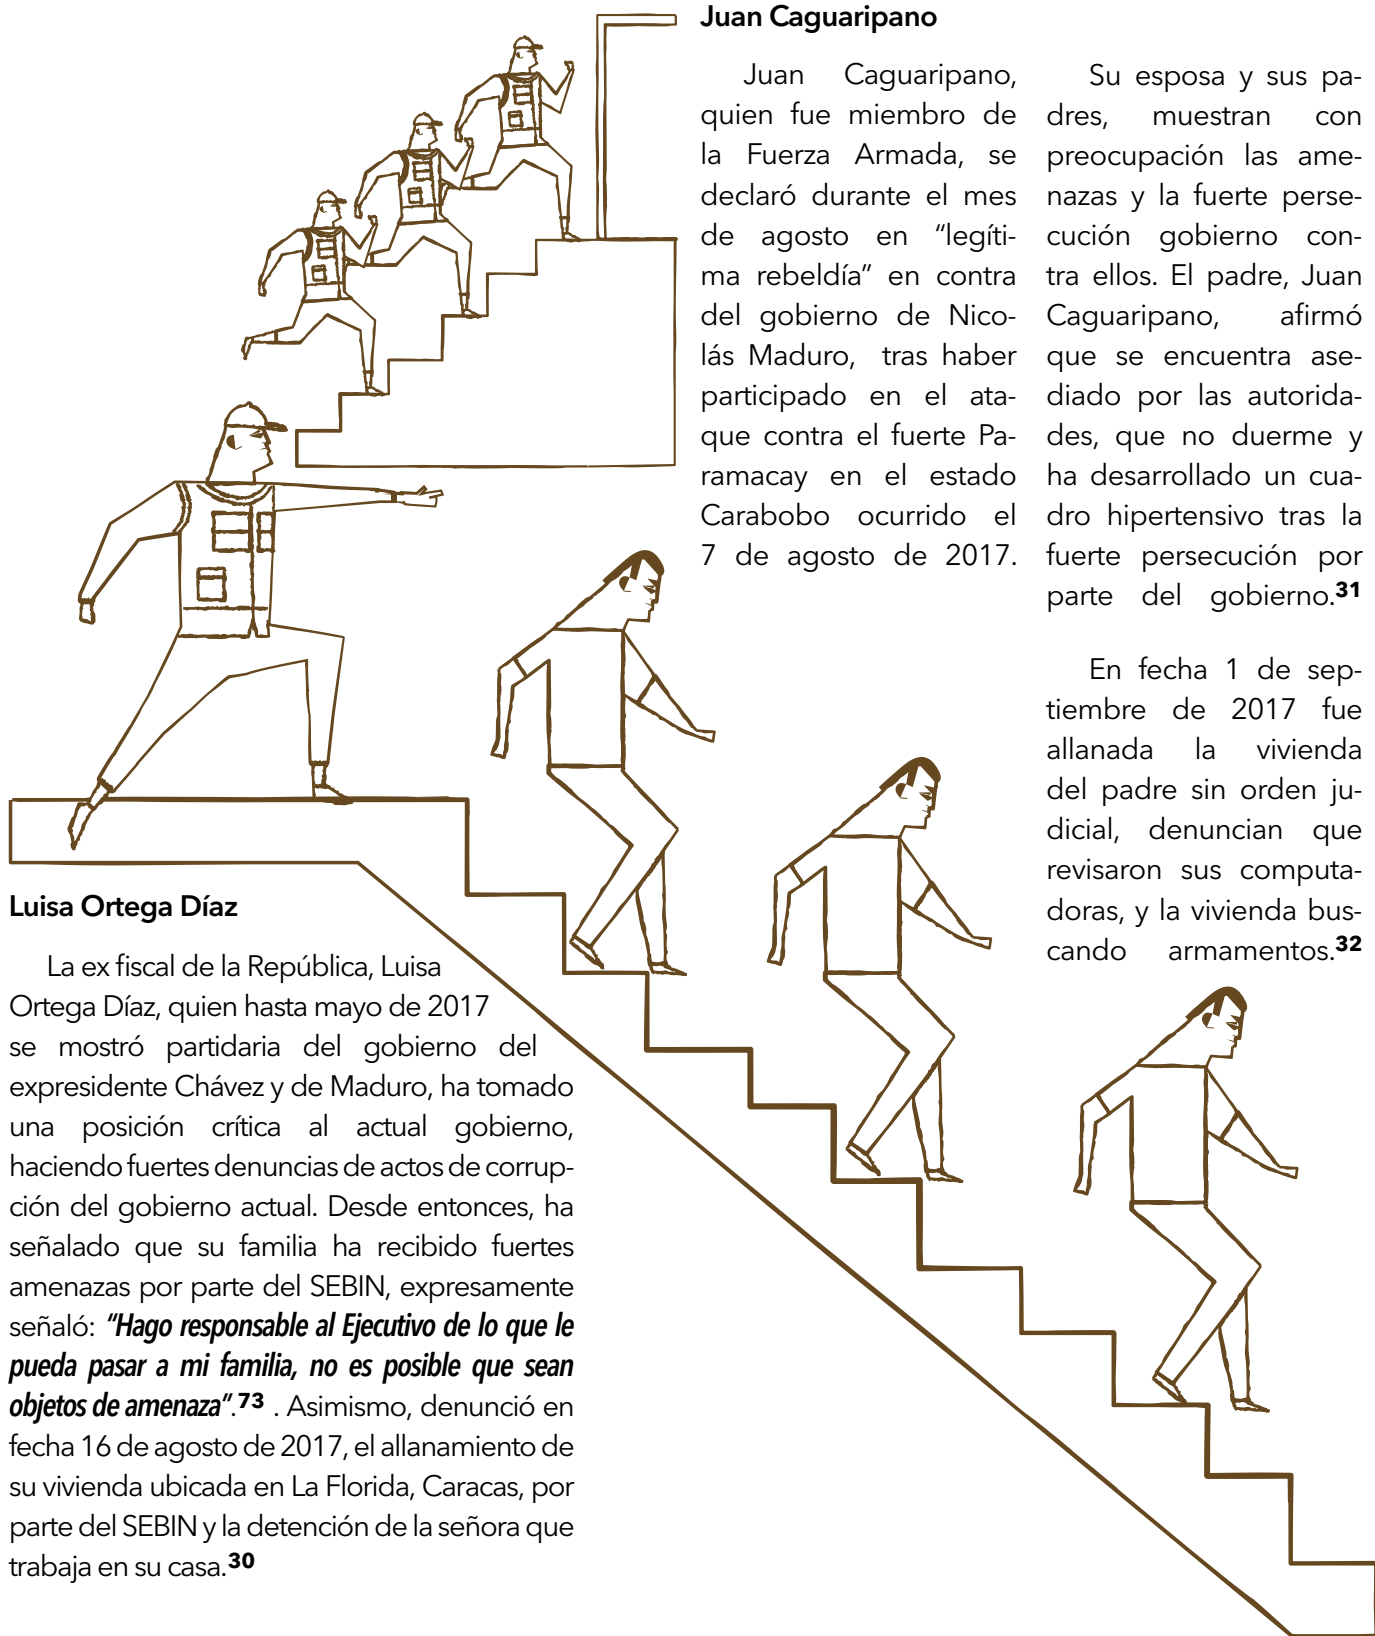 Juan Caguaripano
Juan Caguaripano,
quien fue miembro de
la Fuerza Armada, se
declaró durante el mes
de agosto en “legíti-
ma rebeldía” en contra
del gobierno de Nico-
lás Maduro, tras haber
participado en el ata-
que contra el fuerte Pa-
ramacay en el estado
Carabobo ocurrido el
7 de agosto de 2017.
Su esposa y sus pa-
dres, muestran con
preocupación las ame-
nazas y la fuerte perse-
cución gobierno con-
tra ellos. El padre, Juan
Caguaripano, afirmó
que se encuentra ase-
diado por las autorida-
des, que no duerme y
ha desarrollado un cua-
dro hipertensivo tras la
fuerte persecución por
parte del gobierno.31
En fecha 1 de sep-
tiembre de 2017 fue
allanada la vivienda
del padre sin orden ju-
dicial, denuncian que
revisaron sus computa-
doras, y la vivienda bus-
cando armamentos.32
Luisa Ortega Díaz
La ex fiscal de la República, Luisa
Ortega Díaz, quien hasta mayo de 2017
se mostró partidaria del gobierno del
expresidente Chávez y de Maduro, ha tomado
una posición crítica al actual gobierno,
haciendo fuertes denuncias de actos de corrup-
ción del gobierno actual. Desde entonces, ha
señalado que su familia ha recibido fuertes
amenazas por parte del SEBIN, expresamente
señaló: “Hago responsable al Ejecutivo de lo que le
pueda pasar a mi familia, no es posible que sean
objetos de amenaza”.73 . Asimismo, denunció en
fecha 16 de agosto de 2017, el allanamiento de
su vivienda ubicada en La Florida, Caracas, por
parte del SEBIN y la detención de la señora que
trabaja en su casa.30